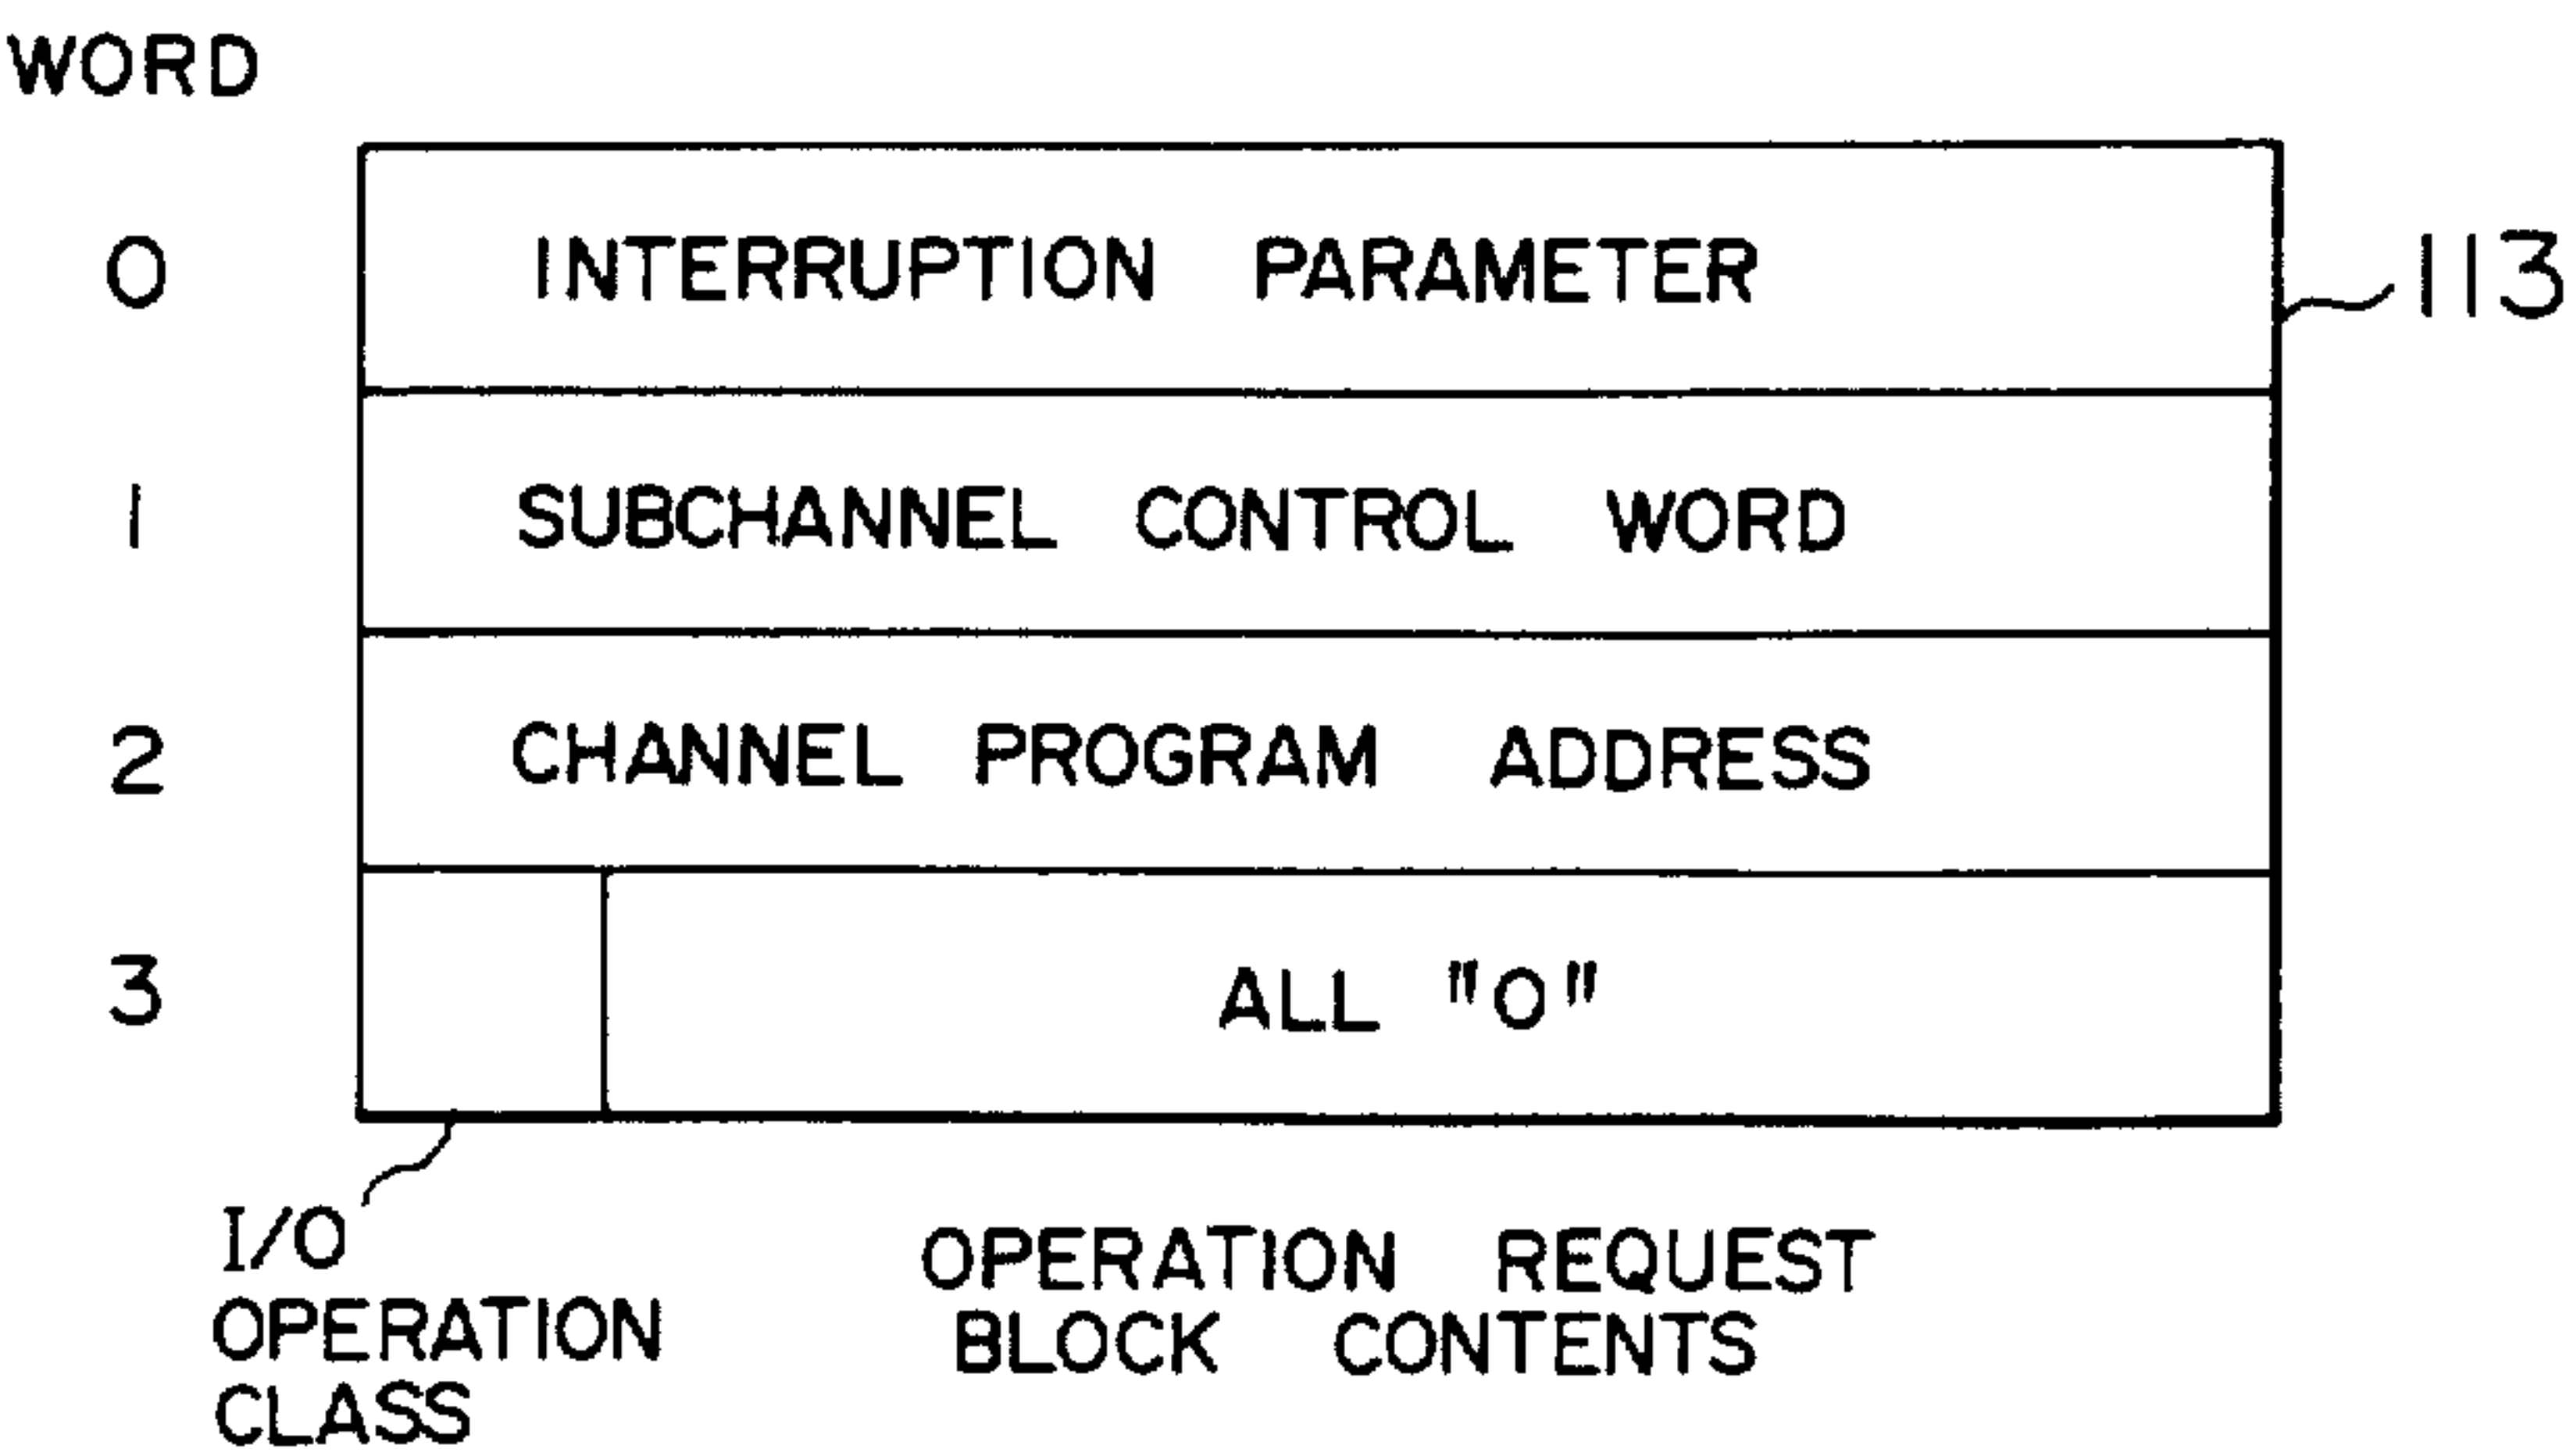 WORD
0 INTERRUPTION PARAMETER 113
1 SUBCHANNEL CONTROL WORD
2 CHANNEL PROGRAM ADDRESS
3 ALL "0"
I/O
OPERATION
CLASS
OPERATION REQUEST
BLOCK CONTENTS